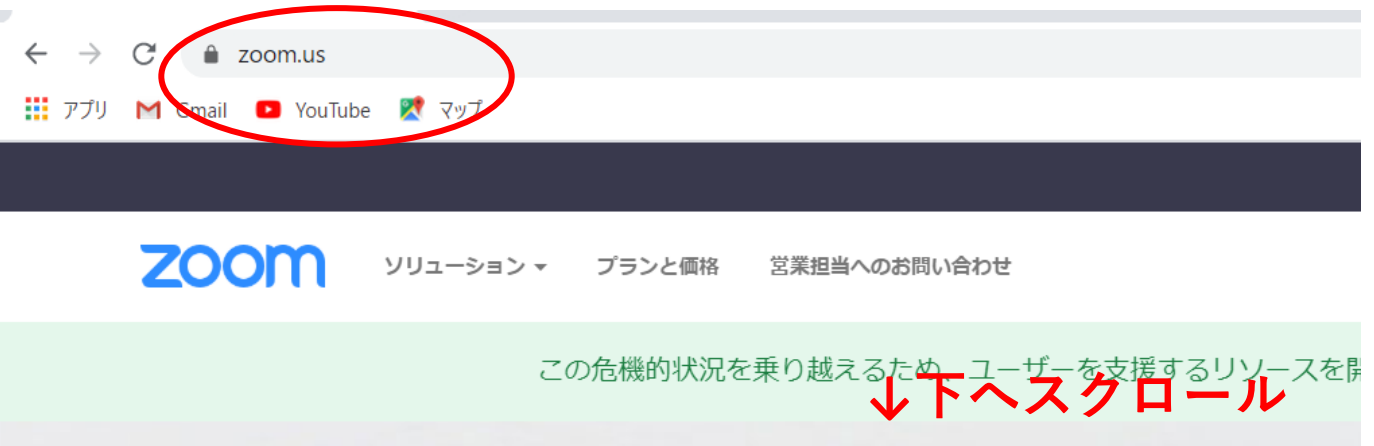 zoom.us
アプリ Gmail YouTube マップ
zoom ソリューション プランと価格 営業担当へのお問い合わせ
この危機的状況を乗り越えるため、ユーザーを支援するリソースを開
↓下へスクロール